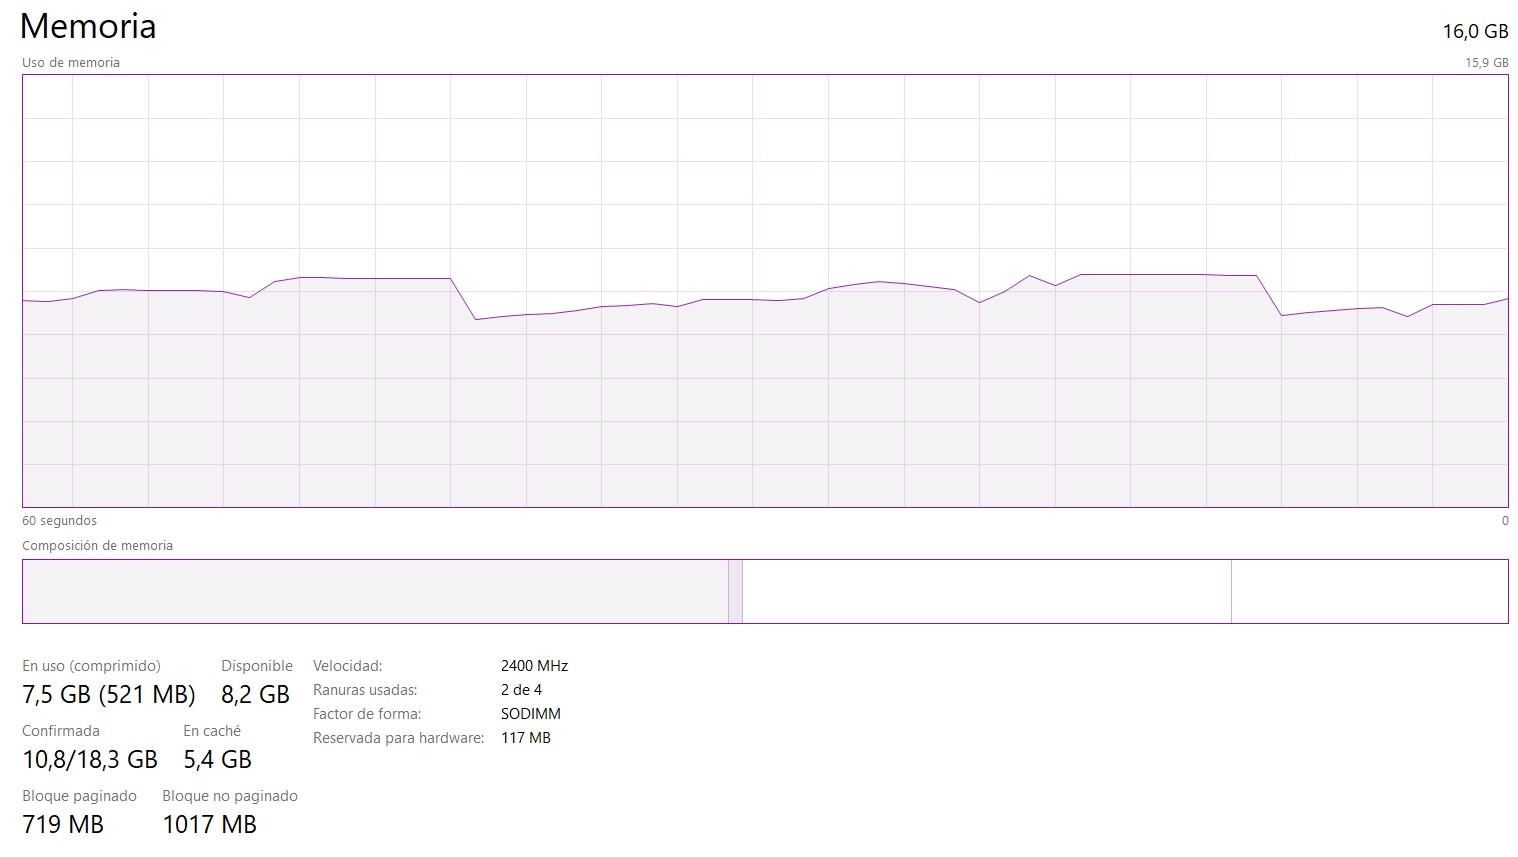 Memoria
16,0 GB
Uso de memoria
15,9 GB
60 segundos
0
Composición de memoria
En uso (comprimido)
7,5 GB (521 MB)
Disponible
8,2 GB
Confirmada
10,8/18,3 GB
En caché
5,4 GB
Bloque paginado
719 MB
Bloque no paginado
1017 MB
Velocidad: 2400 MHz
Ranuras usadas: 2 de 4
Factor de forma: SODIMM
Reservada para hardware: 117 MB